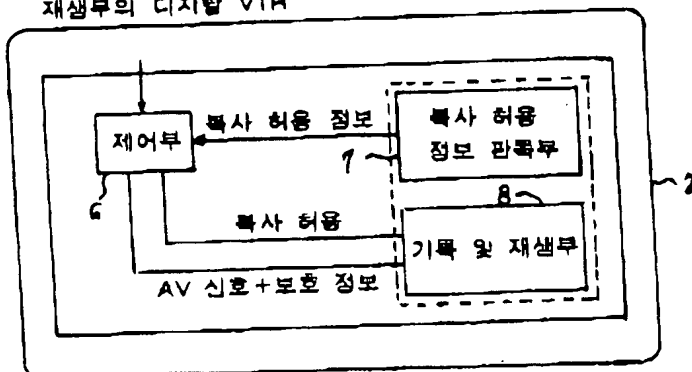 재생부의 디지탈 VTR
제어부
복사 허용 정보
복사 허용
정보 판독부
7
6
8
2
복사 허용
기록 및 재생부
AV 신호+보호 정보